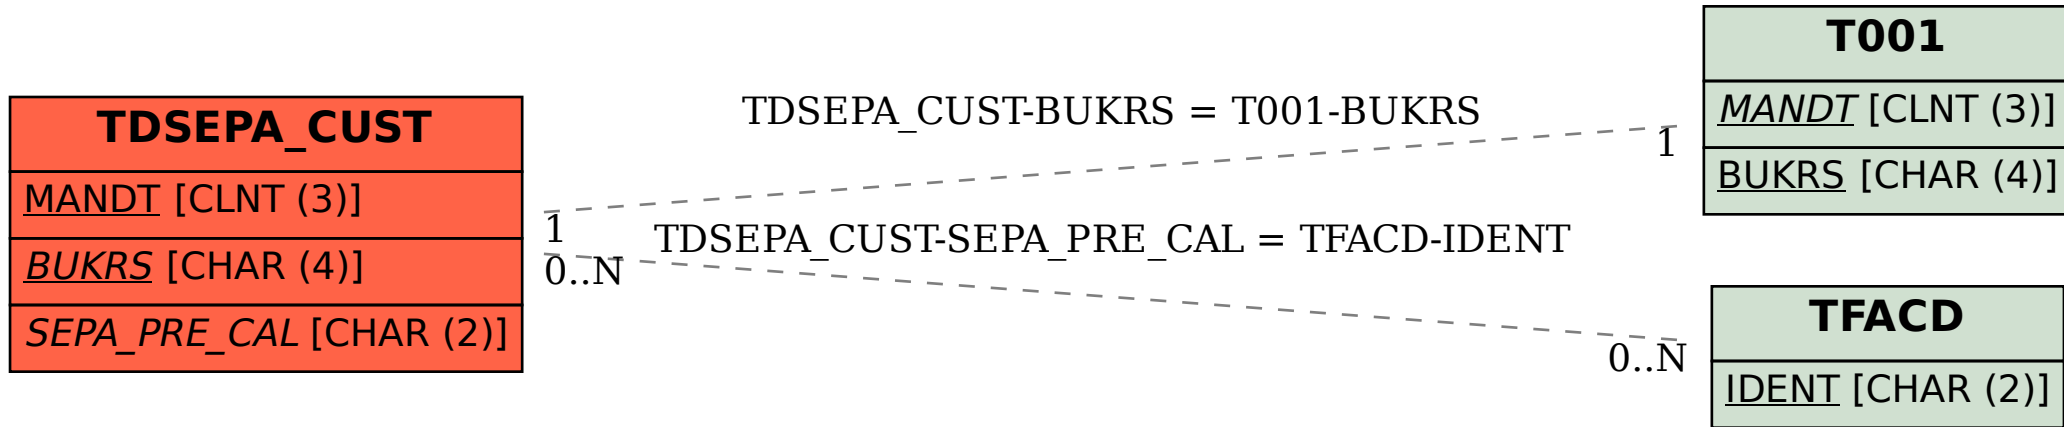 TDSEPA_CUST
MANDT [CLNT (3)]
BUKRS [CHAR (4)]
SEPA_PRE_CAL [CHAR (2)]
TDSEPA_CUST-BUKRS = T001-BUKRS
1
1
TDSEPA_CUST-SEPA_PRE_CAL = TFACD-IDENT
0..N
0..N
T001
MANDT [CLNT (3)]
BUKRS [CHAR (4)]
TFACD
IDENT [CHAR (2)]